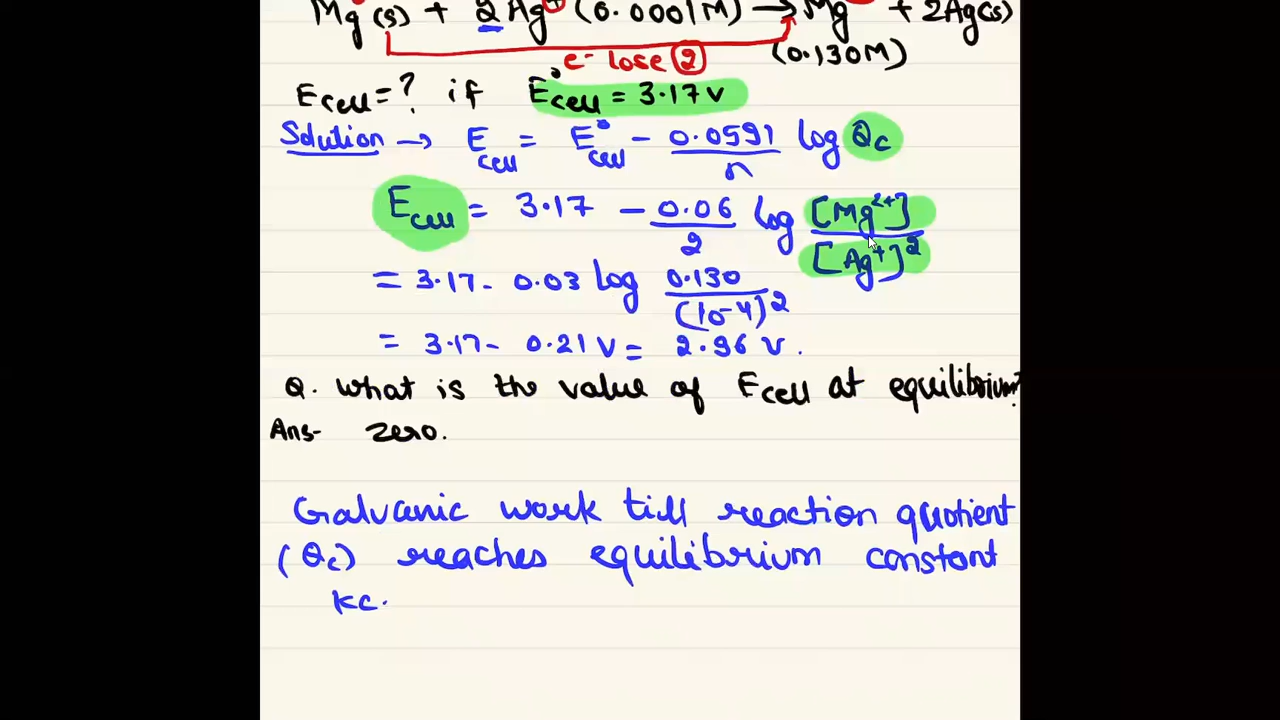 Mg(s) + 2Ag⁺ (0.0001M) → Mg + 2Ag(s)
e⁻ lose 2 (0.130M)
Ecell = ? if E°cell = 3.17 V
Solution → Ecell = E°cell - 0.0591/n log Qc
Ecell = 3.17 - 0.06/2 log [Mg²⁺]/[Ag⁺]²
= 3.17 - 0.03 log 0.130/(10⁻⁴)²
= 3.17 - 0.21 V = 2.96 V.
Q. What is the value of Ecell at equilibrium?
Ans- zero.
Galvanic work till reaction quotient
(Qc) reaches equilibrium constant
kc.